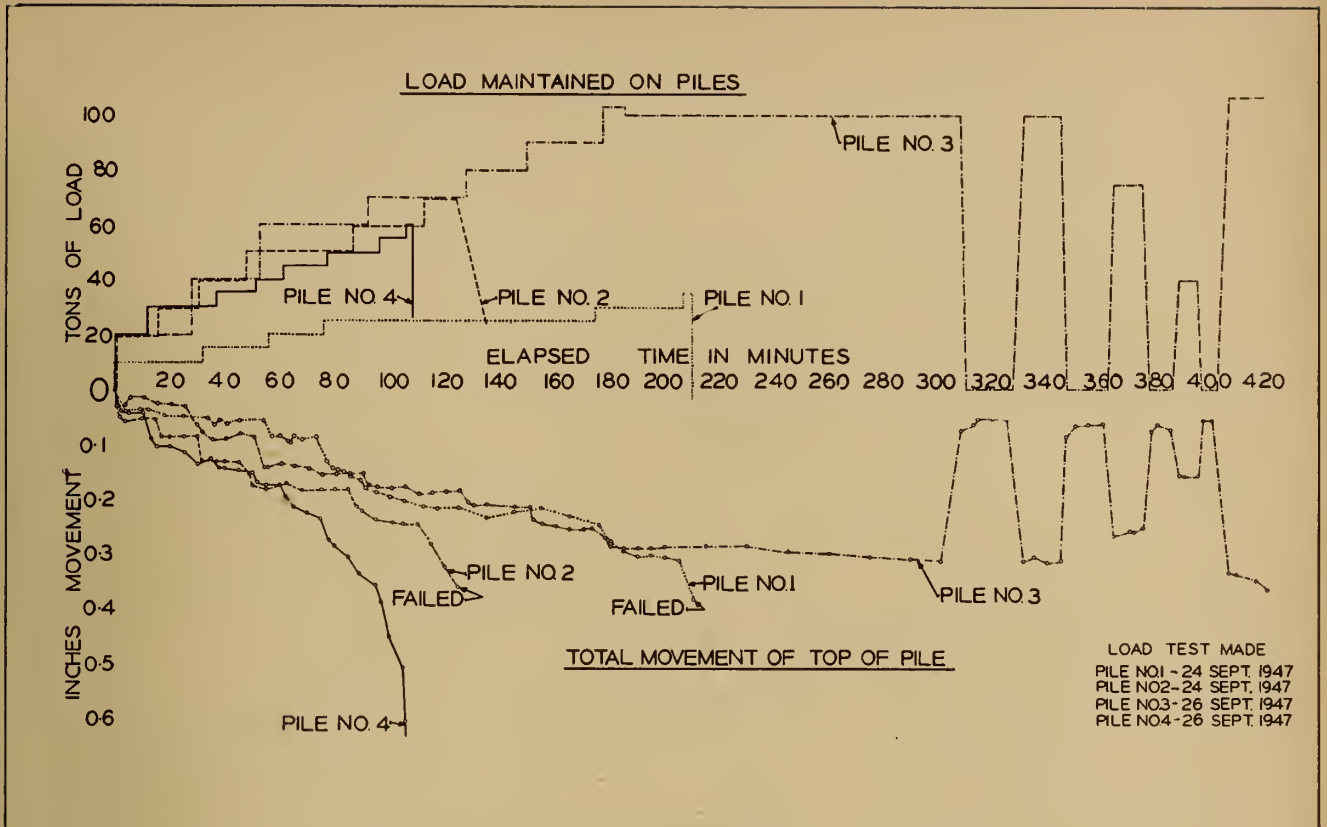 LOAD MAINTAINED ON PILES
100
80
60
40
20
0
TONS OF LOAD
PILE NO. 3
PILE NO. 4
PILE NO. 2
PILE NO. 1
ELAPSED TIME IN MINUTES
20 40 60 80 100 120 140 160 180 200 220 240 260 280 300 320 340 360 380 400 420
0·1
0·2
0·3
0·4
0·5
0·6
INCHES MOVEMENT
PILE NO. 2
FAILED
PILE NO. 1
FAILED
PILE NO. 3
PILE NO. 4
TOTAL MOVEMENT OF TOP OF PILE
LOAD TEST MADE
PILE NO.1 - 24 SEPT. 1947
PILE NO.2 - 24 SEPT. 1947
PILE NO.3 - 26 SEPT. 1947
PILE NO.4 - 26 SEPT. 1947